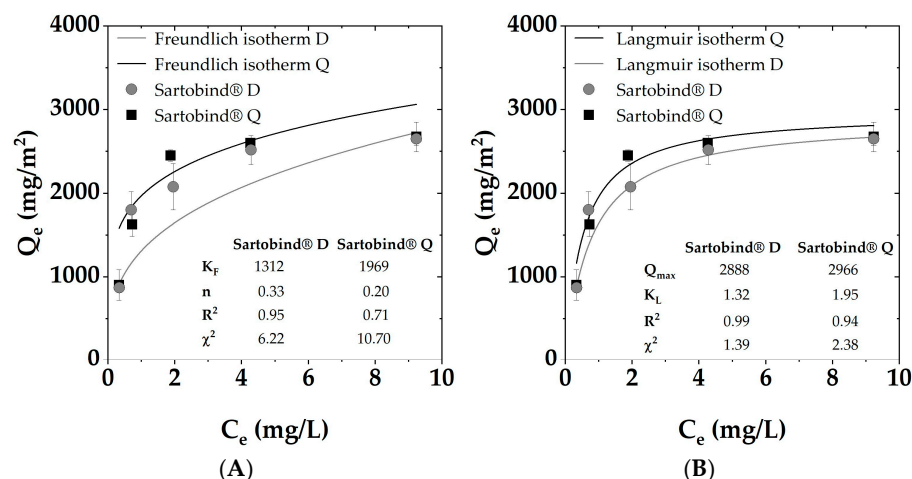 Freundlich isotherm D
Freundlich isotherm Q
Sartobind® D
Sartobind® Q
4000
3000
2000
1000
0
Qe (mg/m²)
Sartobind® D Sartobind® Q
KF 1312 1969
n 0.33 0.20
R² 0.95 0.71
χ² 6.22 10.70
0 2 4 6 8 10
Ce (mg/L)
(A)
Langmuir isotherm Q
Langmuir isotherm D
Sartobind® D
Sartobind® Q
4000
3000
2000
1000
0
Qe (mg/m²)
Sartobind® D Sartobind® Q
Qmax 2888 2966
KL 1.32 1.95
R² 0.99 0.94
χ² 1.39 2.38
0 2 4 6 8 10
Ce (mg/L)
(B)